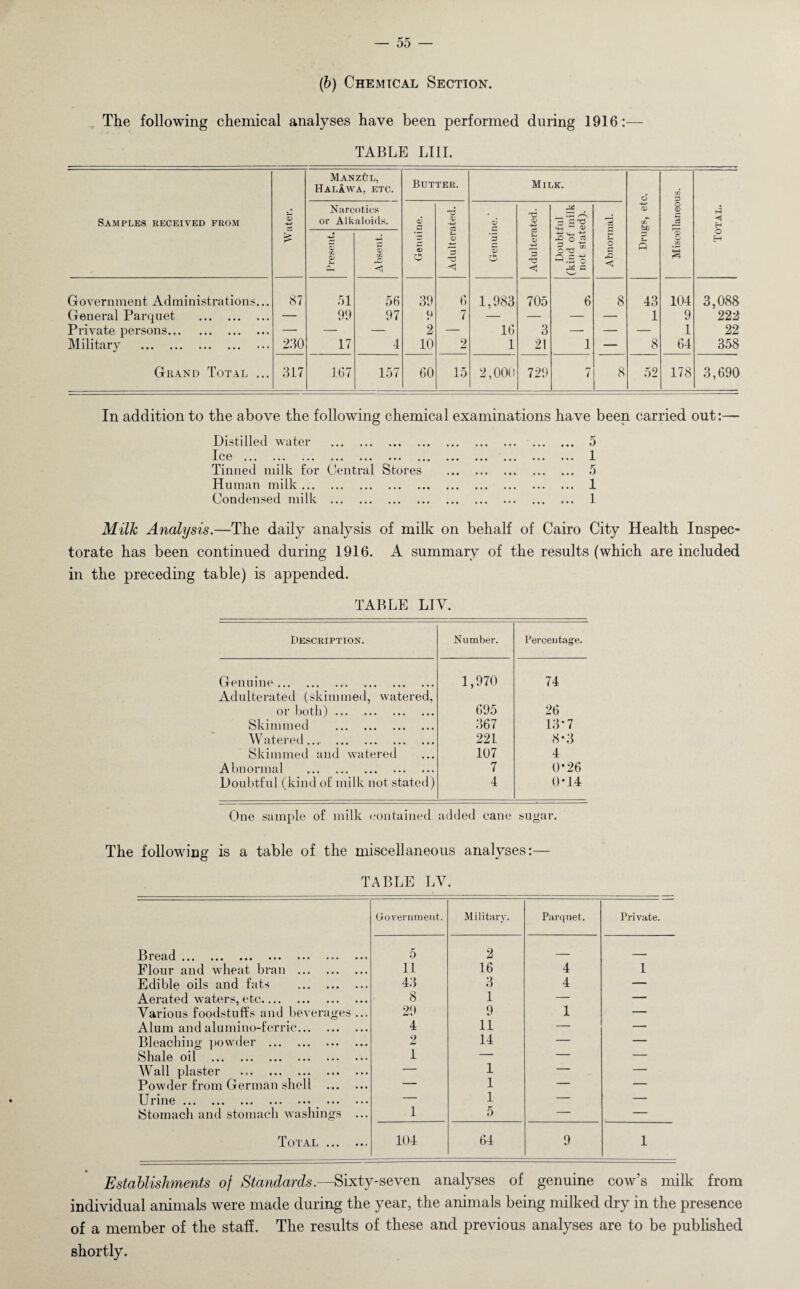 — 55 —
(b) Chemical Section.
The following chemical analyses have been performed during 1916:—
TABLE LIII.
Samples received from | Water. | Manzûl, Halâwa, etc. | Butter. | Milk. | Drugs, etc. | Miscellaneous. | Total.
Narcotics or Alkaloids. | Genuine. | Adulterated. | Genuine. | Adulterated. | Doubtful (kind of milk not stated). | Abnormal.
Present. | Absent.
Government Administrations... 87 51 56 39 6 1,983 705 6 8 43 104 3,088
General Parquet ... ... ... — 99 97 9 7 — — — — 1 9 222
Private persons... ... ... ... — — — 2 — 16 3 — — — 1 22
Military ... ... ... ... ... 230 17 4 10 2 1 21 1 — 8 64 358
Grand Total ... 317 167 157 60 15 2,000 729 7 8 52 178 3,690
In addition to the above the following chemical examinations have been carried out:—
Distilled water ... ... ... ... ... ... ... ... ... 5
Ice ... ... ... ... ... ... ... ... ... ... ... ... 1
Tinned milk for Central Stores ... ... ... ... ... 5
Human milk ... ... ... ... ... ... ... ... ... ... 1
Condensed milk ... ... ... ... ... ... ... ... ... 1
Milk Analysis.—The daily analysis of milk on behalf of Cairo City Health Inspec-
torate has been continued during 1916. A summary of the results (which are included
in the preceding table) is appended.
TABLE LIV.
Description. | Number. | Percentage.
Genuine ... ... ... ... ... ... 1,970 74
Adulterated (skimmed, watered,
or both) ... ... ... ... ... 695 26
Skimmed ... ... ... ... 367 13·7
Watered ... ... ... ... ... 221 8·3
Skimmed and watered ... 107 4
Abnormal ... ... ... ... ... 7 0·26
Doubtful (kind of milk not stated) 4 0·14
One sample of milk contained added cane sugar.
The following is a table of the miscellaneous analyses:—
TABLE LV.
Government. | Military. | Parquet. | Private.
Bread ... ... ... ... ... ... ... 5 2 — —
Flour and wheat bran ... ... ... 11 16 4 1
Edible oils and fats ... ... ... 43 3 4 —
Aerated waters, etc.... ... ... ... 8 1 — —
Various foodstuffs and beverages ... 29 9 1 —
Alum and alumino-ferric... ... ... 4 11 — —
Bleaching powder ... ... ... ... 2 14 — —
Shale oil ... ... ... ... ... ... 1 — — —
Wall plaster ... ... ... ... ... — 1 — —
Powder from German shell ... ... — 1 — —
Urine ... ... ... ... ... ... ... — 1 — —
Stomach and stomach washings ... 1 5 — —
Total ... ... 104 64 9 1
Establishments of Standards.—Sixty-seven analyses of genuine cow's milk from
individual animals were made during the year, the animals being milked dry in the presence
of a member of the staff. The results of these and previous analyses are to be published
shortly.